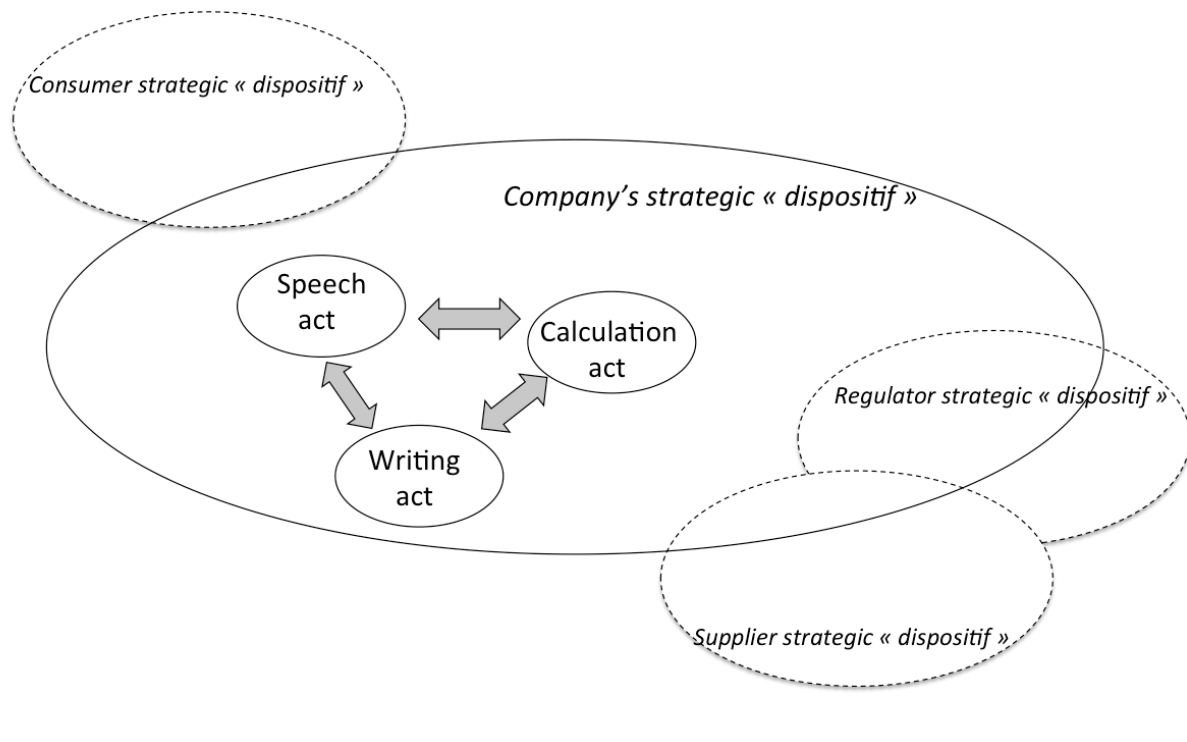 Consumer strategic « dispositif »
Company’s strategic « dispositif »
Speech
act
Calculation
act
Writing
act
Regulator strategic « dispositif »
Supplier strategic « dispositif »